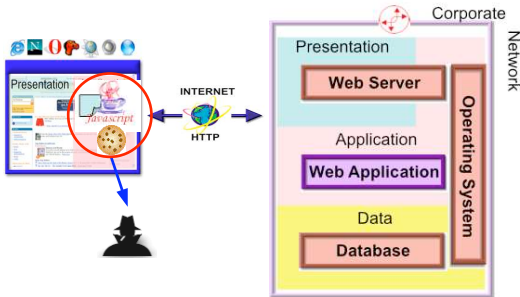 Corporate
Network
Presentation
Javascript
INTERNET
HTTP
Presentation
Web Server
Application
Web Application
Data
Database
Operating System